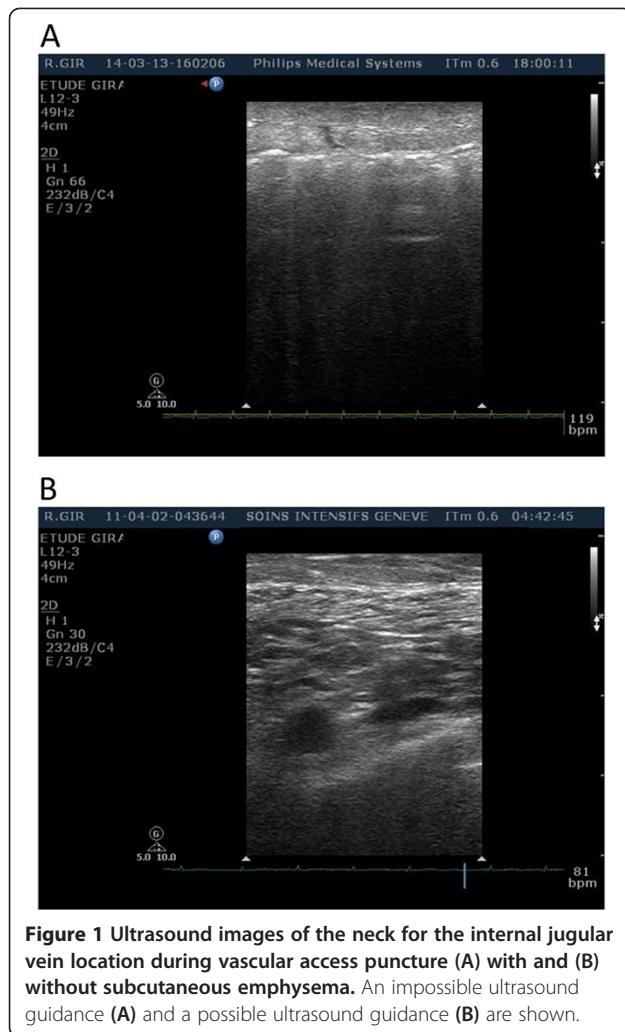 A
R.GIR 14-03-13-160206 Philips Medical Systems ITm 0.6 18:00:11
ETUDE GIRA
P
L12-3
49Hz
4cm
2D
H 1
Gn 66
232dB/C4
E/3/2
G
5.0 10.0
119
bpm
B
R.GIR 11-04-02-043644 SOINS INTENSIFS GENEVE ITm 0.6 04:42:45
ETUDE GIRA
P
L12-3
49Hz
4cm
2D
H 1
Gn 30
232dB/C4
E/3/2
G
5.0 10.0
81
bpm
Figure 1 Ultrasound images of the neck for the internal jugular
vein location during vascular access puncture (A) with and (B)
without subcutaneous emphysema. An impossible ultrasound
guidance (A) and a possible ultrasound guidance (B) are shown.